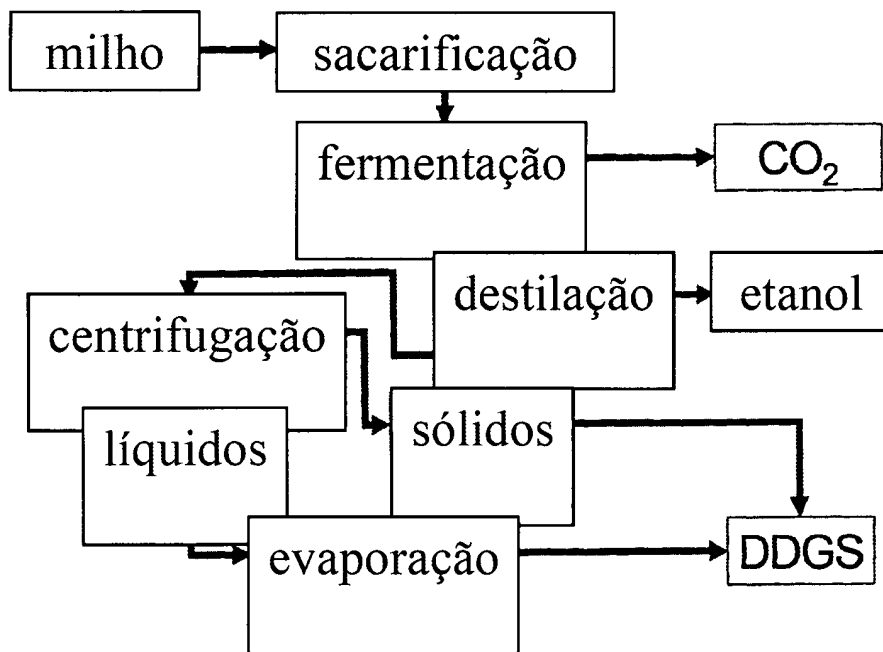 milho
sacarificação
fermentação
CO₂
destilação
etanol
centrifugação
líquidos
sólidos
evaporação
DDGS